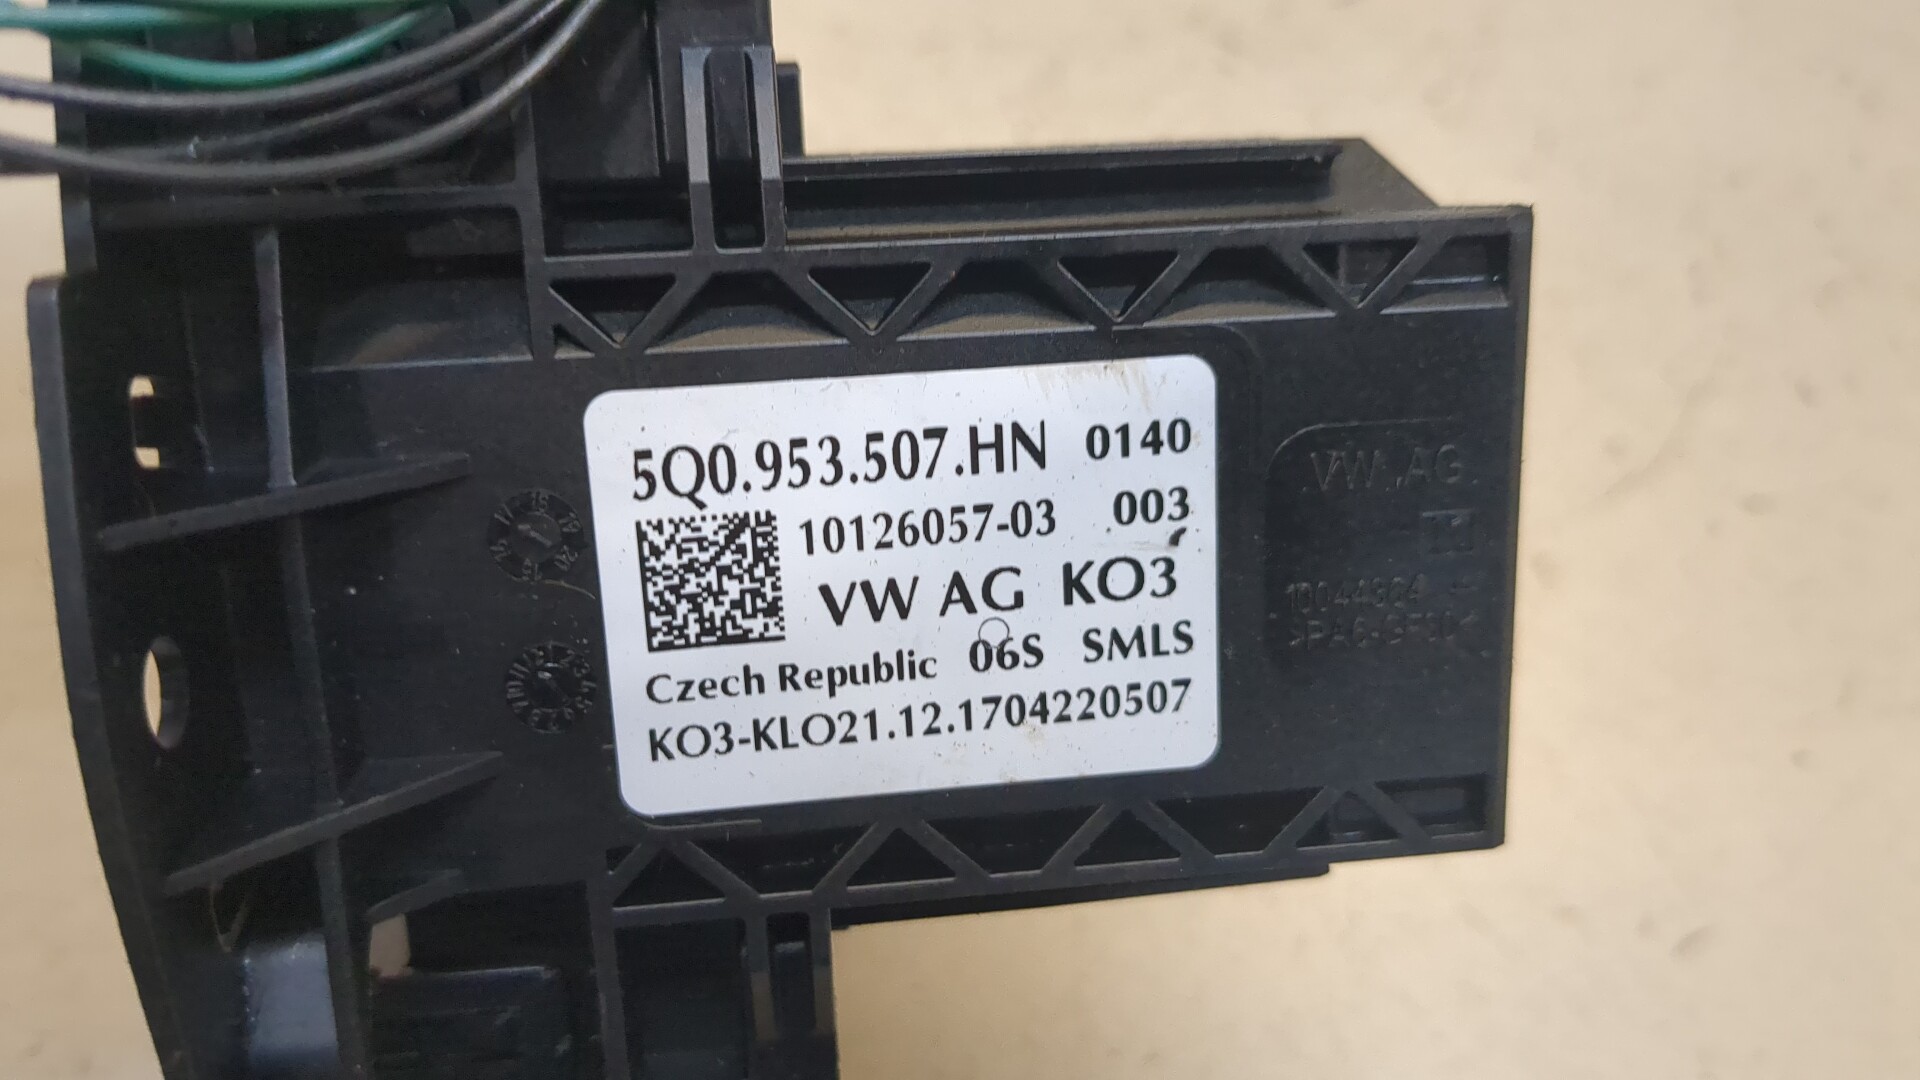 5Q0.953.507.HN 0140
10126057-03 003
VW AG KO3
Czech Republic 06S SMLS
KO3-KLO21.12.1704220507
VW AG